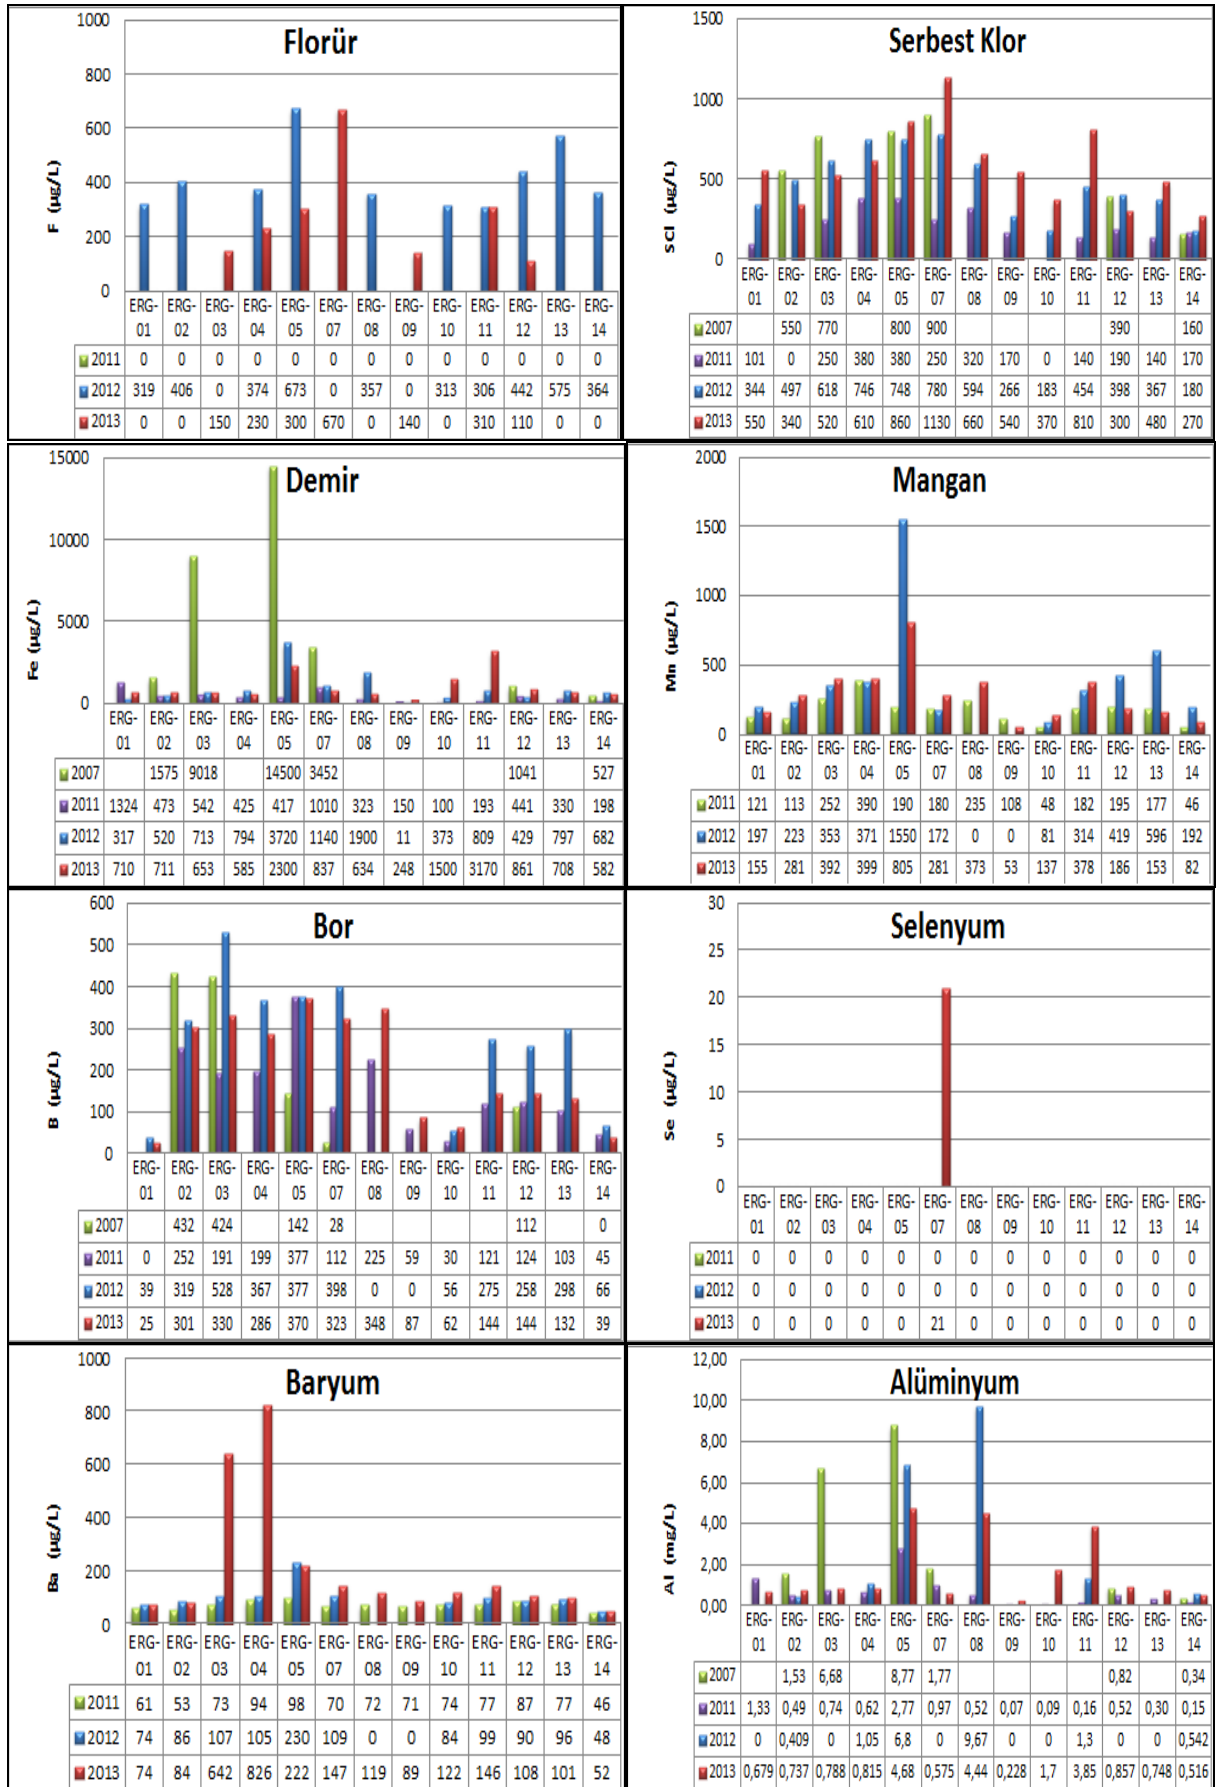 Florür
F (µg/L)
1000
800
600
400
200
0
ERG-01 ERG-02 ERG-03 ERG-04 ERG-05 ERG-07 ERG-08 ERG-09 ERG-10 ERG-11 ERG-12 ERG-13 ERG-14
2011 0 0 0 0 0 0 0 0 0 0 0 0 0
2012 319 406 0 374 673 0 357 0 313 306 442 575 364
2013 0 0 150 230 300 670 0 140 0 310 110 0 0
Serbest Klor
SCl (µg/L)
1500
1000
500
0
ERG-01 ERG-02 ERG-03 ERG-04 ERG-05 ERG-07 ERG-08 ERG-09 ERG-10 ERG-11 ERG-12 ERG-13 ERG-14
2007 550 770 800 900 390 160
2011 101 0 250 380 380 250 320 170 0 140 190 140 170
2012 344 497 618 746 748 780 594 266 183 454 398 367 180
2013 550 340 520 610 860 1130 660 540 370 810 300 480 270
Demir
Fe (µg/L)
15000
10000
5000
0
ERG-01 ERG-02 ERG-03 ERG-04 ERG-05 ERG-07 ERG-08 ERG-09 ERG-10 ERG-11 ERG-12 ERG-13 ERG-14
2007 1575 9018 14500 3452 1041 527
2011 1324 473 542 425 417 1010 323 150 100 193 441 330 198
2012 317 520 713 794 3720 1140 1900 11 373 809 429 797 682
2013 710 711 653 585 2300 837 634 248 1500 3170 861 708 582
Mangan
Mn (µg/L)
2000
1500
1000
500
0
ERG-01 ERG-02 ERG-03 ERG-04 ERG-05 ERG-07 ERG-08 ERG-09 ERG-10 ERG-11 ERG-12 ERG-13 ERG-14
2011 121 113 252 390 190 180 235 108 48 182 195 177 46
2012 197 223 353 371 1550 172 0 0 81 314 419 596 192
2013 155 281 392 399 805 281 373 53 137 378 186 153 82
Bor
B (µg/L)
600
500
400
300
200
100
0
ERG-01 ERG-02 ERG-03 ERG-04 ERG-05 ERG-07 ERG-08 ERG-09 ERG-10 ERG-11 ERG-12 ERG-13 ERG-14
2007 432 424 142 28 112 0
2011 0 252 191 199 377 112 225 59 30 121 124 103 45
2012 39 319 528 367 377 398 0 0 56 275 258 298 66
2013 25 301 330 286 370 323 348 87 62 144 144 132 39
Selenyum
Se (µg/L)
30
25
20
15
10
5
0
ERG-01 ERG-02 ERG-03 ERG-04 ERG-05 ERG-07 ERG-08 ERG-09 ERG-10 ERG-11 ERG-12 ERG-13 ERG-14
2011 0 0 0 0 0 0 0 0 0 0 0 0 0
2012 0 0 0 0 0 0 0 0 0 0 0 0 0
2013 0 0 0 0 0 21 0 0 0 0 0 0 0
Baryum
Ba (µg/L)
1000
800
600
400
200
0
ERG-01 ERG-02 ERG-03 ERG-04 ERG-05 ERG-07 ERG-08 ERG-09 ERG-10 ERG-11 ERG-12 ERG-13 ERG-14
2011 61 53 73 94 98 70 72 71 74 77 87 77 46
2012 74 86 107 105 230 109 0 0 84 99 90 96 48
2013 74 84 642 826 222 147 119 89 122 146 108 101 52
Alüminyum
Al (mg/L)
12,00
10,00
8,00
6,00
4,00
2,00
0,00
ERG-01 ERG-02 ERG-03 ERG-04 ERG-05 ERG-07 ERG-08 ERG-09 ERG-10 ERG-11 ERG-12 ERG-13 ERG-14
2007 1,53 6,68 8,77 1,77 0,82 0,34
2011 1,33 0,49 0,74 0,62 2,77 0,97 0,52 0,07 0,09 0,16 0,52 0,30 0,15
2012 0 0,409 0 1,05 6,8 0 9,67 0 0 1,3 0 0 0,542
2013 0,679 0,737 0,788 0,815 4,68 0,575 4,44 0,228 1,7 3,85 0,857 0,748 0,516